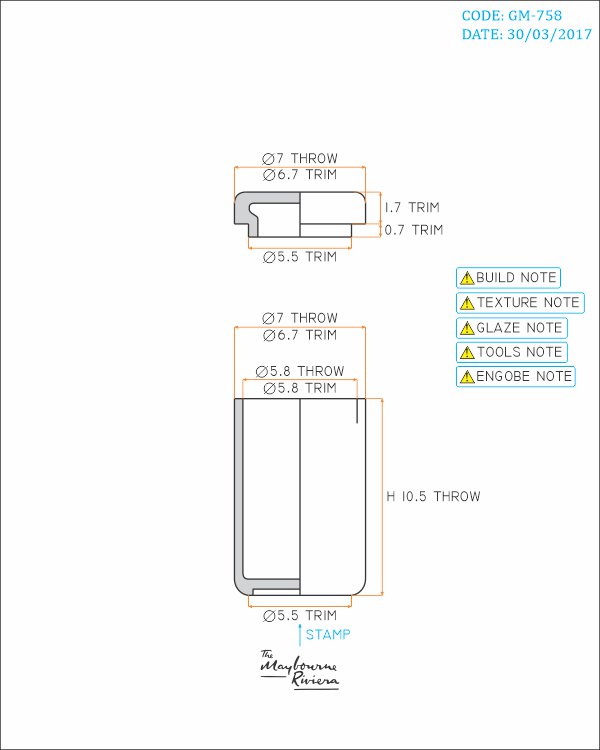 CODE: GM-758
DATE: 30/03/2017
Ø7 THROW
Ø6.7 TRIM
1.7 TRIM
0.7 TRIM
Ø5.5 TRIM
BUILD NOTE
TEXTURE NOTE
GLAZE NOTE
TOOLS NOTE
ENGOBE NOTE
Ø7 THROW
Ø6.7 TRIM
Ø5.8 THROW
Ø5.8 TRIM
H 10.5 THROW
Ø5.5 TRIM
STAMP
The
Maybourne
Riviera